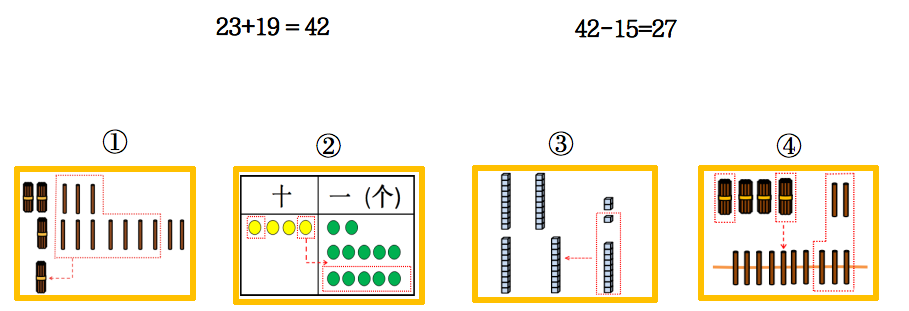 23+19=42
42-15=27
① ② ③ ④
十 一（个）